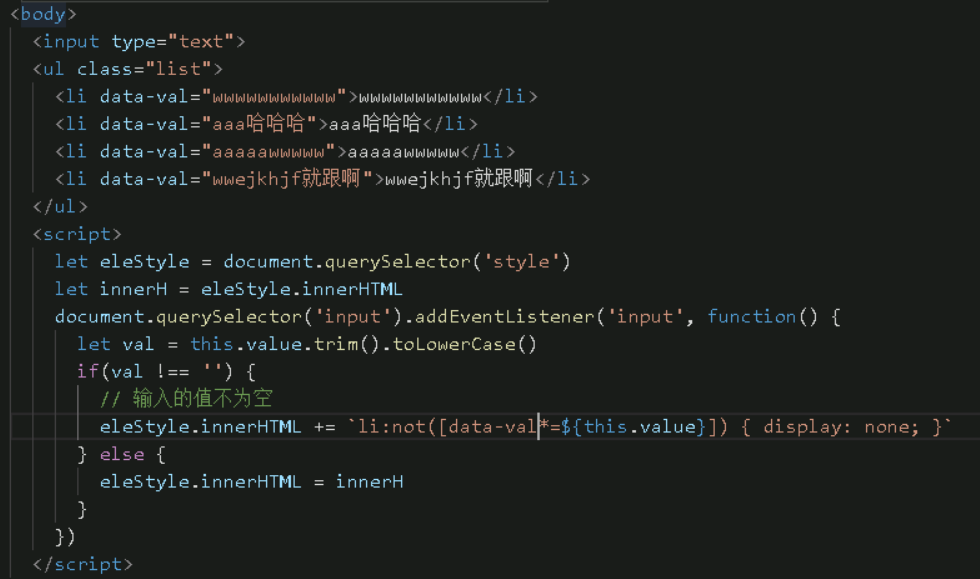 <body>
<input type="text">
<ul class="list">
<li data-val="wwwwwwwwwww">wwwwwwwwwww</li>
<li data-val="aaa哈哈哈">aaa哈哈哈</li>
<li data-val="aaaaawwwww">aaaaawwwww</li>
<li data-val="wwejkhjf就跟啊">wwejkhjf就跟啊</li>
</ul>
<script>
let eleStyle = document.querySelector('style')
let innerH = eleStyle.innerHTML
document.querySelector('input').addEventListener('input', function() {
let val = this.value.trim().toLowerCase()
if(val !== '') {
// 输入的值不为空
eleStyle.innerHTML += `li:not([data-val*=${this.value}]) { display: none; }`
} else {
eleStyle.innerHTML = innerH
}
})
</script>